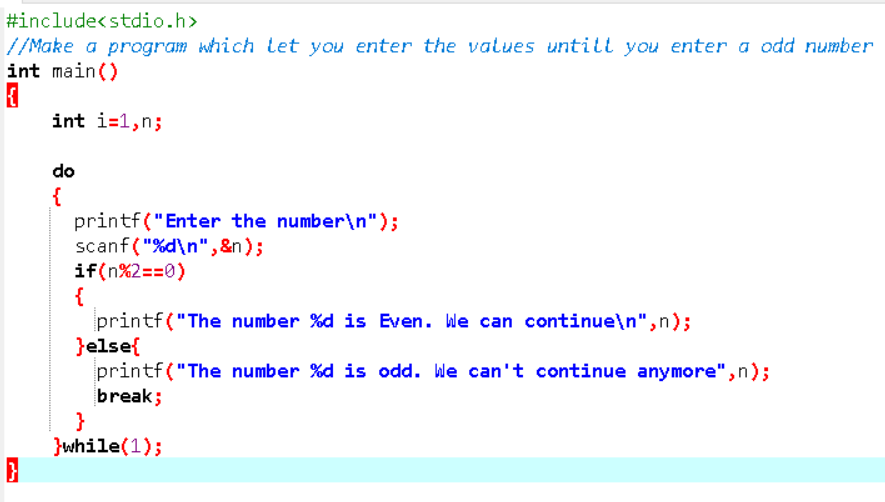 #include<stdio.h>
//Make a program which let you enter the values untill you enter a odd number
int main()
{
    int i=1,n;

    do
    {
      printf("Enter the number\n");
      scanf("%d\n",&n);
      if(n%2==0)
      {
        printf("The number %d is Even. We can continue\n",n);
      }else{
        printf("The number %d is odd. We can't continue anymore",n);
        break;
      }
    }while(1);
}